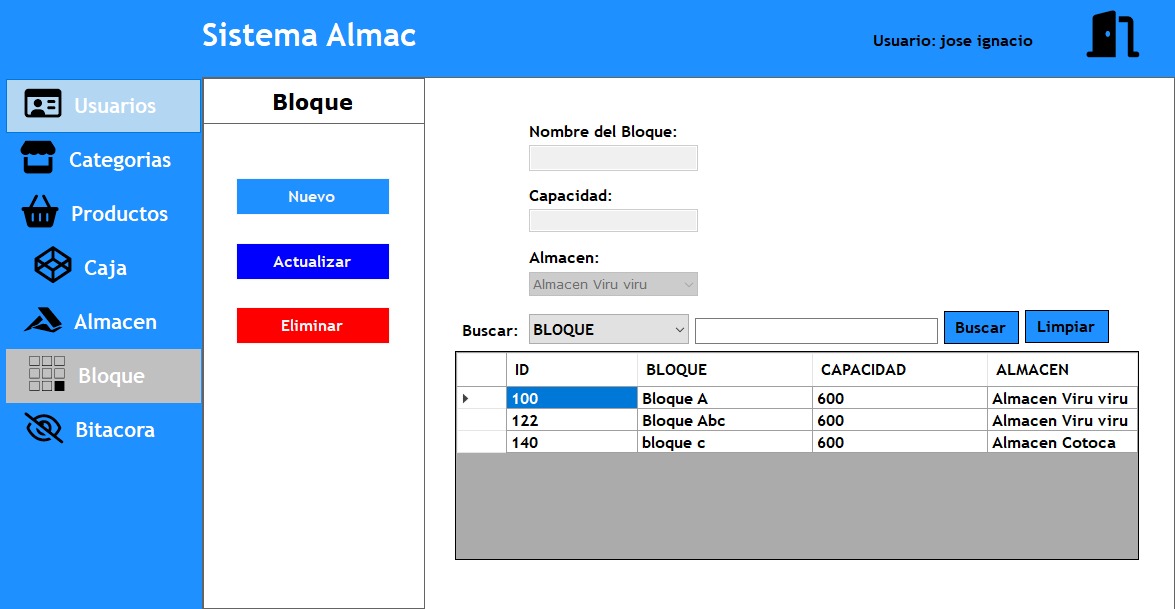 Sistema Almac
Usuario: jose ignacio
Usuarios
Categorias
Productos
Caja
Almacen
Bloque
Bitacora
Bloque
Nuevo
Actualizar
Eliminar
Nombre del Bloque:
Capacidad:
Almacen:
Almacen Viru viru
Buscar: BLOQUE Buscar Limpiar
ID BLOQUE CAPACIDAD ALMACEN
100 Bloque A 600 Almacen Viru viru
122 Bloque Abc 600 Almacen Viru viru
140 bloque c 600 Almacen Cotoca